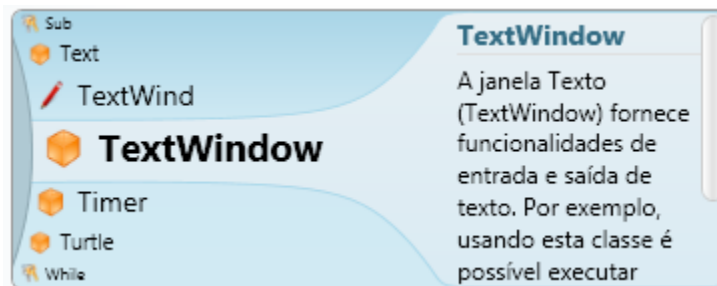 Sub
Text
TextWind
TextWindow
Timer
Turtle
While
TextWindow
A janela Texto
(TextWindow) fornece
funcionalidades de
entrada e saída de
texto. Por exemplo,
usando esta classe é
possível executar